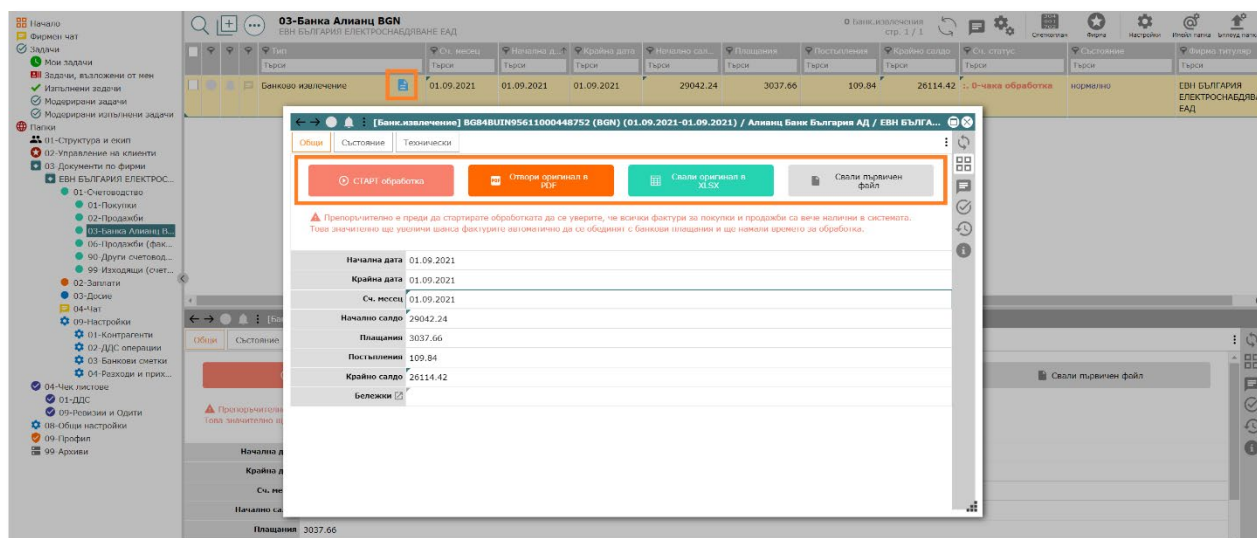 Начало
Фирмен чат
Задачи
Мои задачи
Задачи, възложени от мен
Изпълнени задачи
Модерирани задачи
Модерирани изпълнени задачи
Папки
01-Структура и екип
02-Управление на клиенти
03-Документи по фирми
ЕВН БЪЛГАРИЯ ЕЛЕКТРОС...
01-Счетоводство
01-Покупки
02-Продажби
03-Банка Алианц B...
06-Продажби (фак...
90-Други счетовод...
99-Изходящи (счет...
02-Заплати
03-Досие
04-Чат
09-Настройки
01-Контрагенти
02-ДДС операции
03-Банкови сметки
04-Разходи и прих...
04-Чек листове
01-ДДС
09-Ревизии и Одити
08-Общи настройки
09-Профил
99-Архиви
03-Банка Алианц BGN
ЕВН БЪЛГАРИЯ ЕЛЕКТРОСНАБДЯВАНЕ ЕАД
0 банк.извлечения
стр. 1 / 1
Фирма
Настройки
Тип
Сч. месец
Начална д...
Крайна дата
Начално сал...
Плащания
Постъпления
Крайно салдо
Сч. статус
Състояние
Фирма титуляр
Търси
Търси
Търси
Търси
Търси
Търси
Търси
Търси
Търси
Търси
Търси
Банково извлечение
01.09.2021
01.09.2021
01.09.2021
29042.24
3037.66
109.84
26114.42
:. 0-чака обработка
нормално
ЕВН БЪЛГАРИЯ
ЕЛЕКТРОСНАБДЯВА
ЕАД
[Банк.извлечение] BG84BUIN95611000448752 (BGN) (01.09.2021-01.09.2021) / Алианц Банк България АД / ЕВН БЪЛГА...
Общи
Състояние
Технически
СТАРТ обработка
Отвори оригинал в
PDF
Свали оригинал в
XLSX
Свали първичен
файл
Препоръчително е преди да стартирате обработката да се уверите, че всички фактури за покупки и продажби са вече налични в системата.
Това значително ще увеличи шанса фактурите автоматично да се обединят с банкови плащания и ще намали времето за обработка.
Начална дата 01.09.2021
Крайна дата 01.09.2021
Сч. месец 01.09.2021
Начално салдо 29042.24
Плащания 3037.66
Постъпления 109.84
Крайно салдо 26114.42
Бележки
Общи
Състояние
Свали първичен файл
Плащания 3037.66